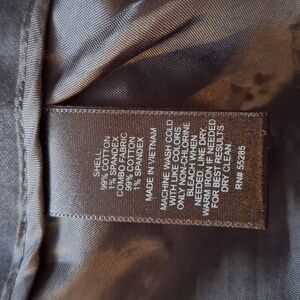 SHELL
99% COTTON
1% SPANDEX
COMBO FABRIC
99% COTTON
1% SPANDEX
MADE IN VIETNAM
MACHINE WASH COLD
WITH LIKE COLORS.
ONLY NON-CHLORINE
BLEACH WHEN
NEEDED. LINE DRY.
WARM IRON IF NEEDED
FOR BEST RESULTS
DRY CLEAN.
RN# 55285